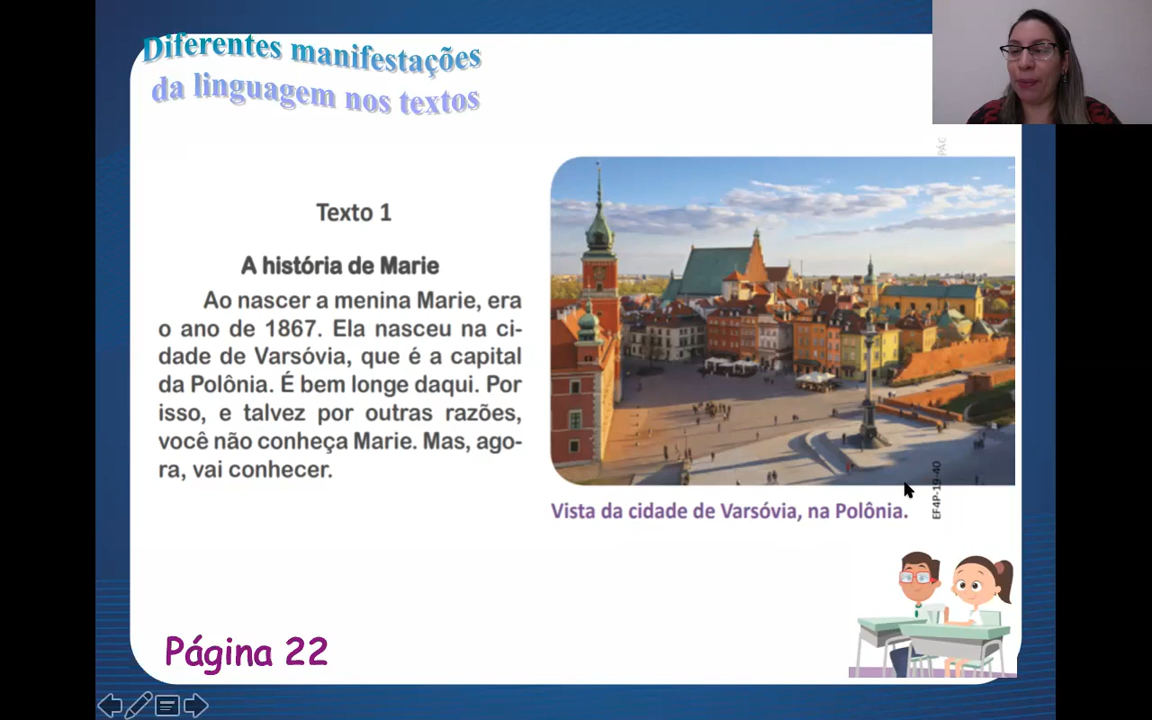 Diferentes manifestações
da linguagem nos textos
Texto 1
A história de Marie
Ao nascer a menina Marie, era
o ano de 1867. Ela nasceu na ci-
dade de Varsóvia, que é a capital
da Polônia. É bem longe daqui. Por
isso, e talvez por outras razões,
você não conheça Marie. Mas, ago-
ra, vai conhecer.
Vista da cidade de Varsóvia, na Polônia.
EF4P-19-40
Página 22